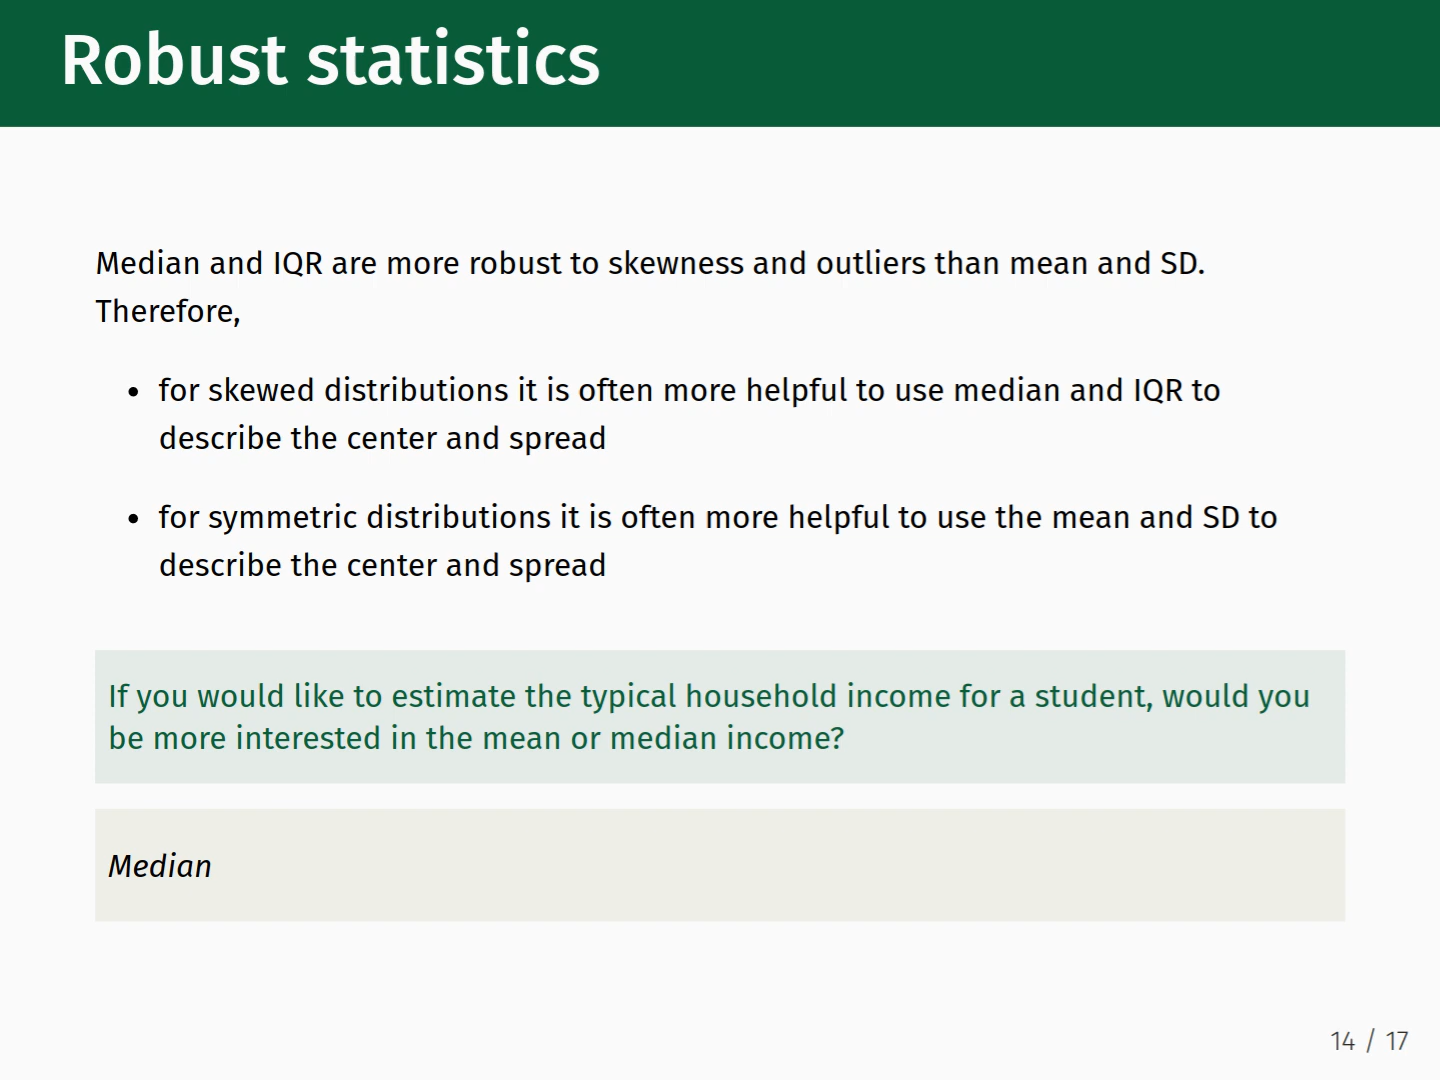 Robust statistics
Median and IQR are more robust to skewness and outliers than mean and SD.
Therefore,
• for skewed distributions it is often more helpful to use median and IQR to
describe the center and spread
• for symmetric distributions it is often more helpful to use the mean and SD to
describe the center and spread
If you would like to estimate the typical household income for a student, would you
be more interested in the mean or median income?
Median
14 / 17